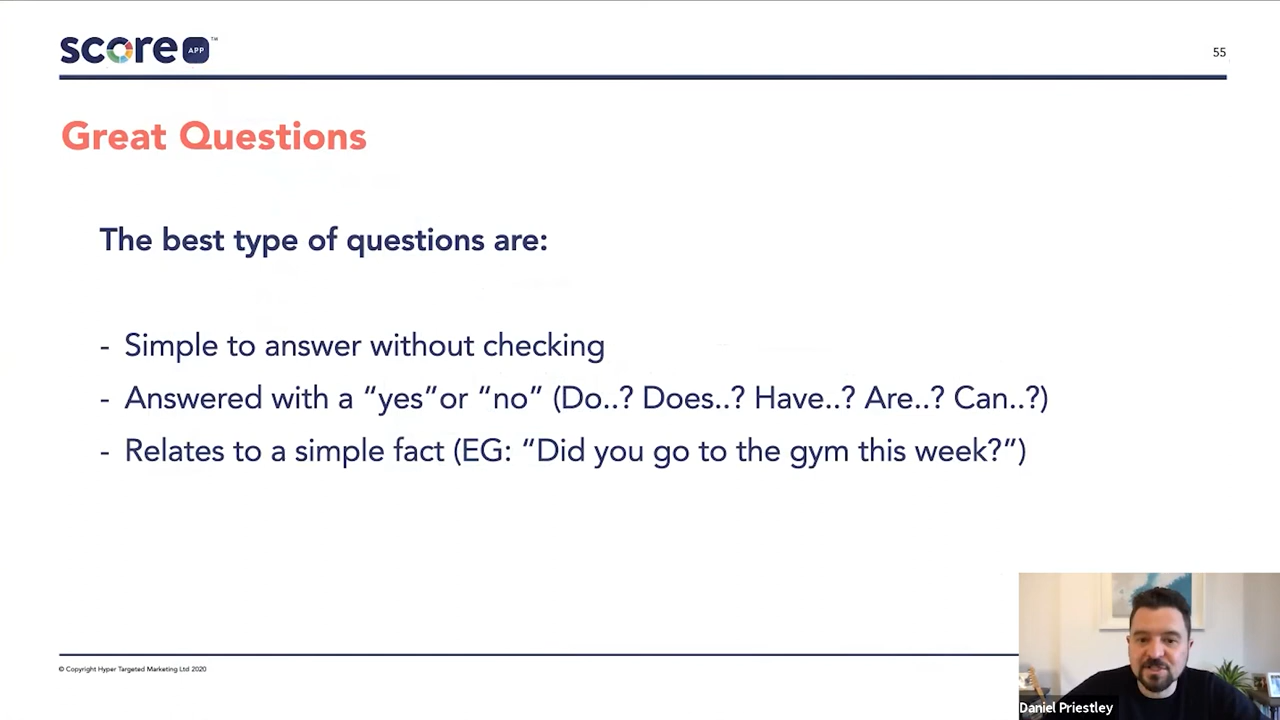 score APP ™
55
Great Questions
The best type of questions are:
- Simple to answer without checking
- Answered with a “yes”or “no” (Do..? Does..? Have..? Are..? Can..?)
- Relates to a simple fact (EG: “Did you go to the gym this week?”)
© Copyright Hyper Targeted Marketing Ltd 2020
Daniel Priestley